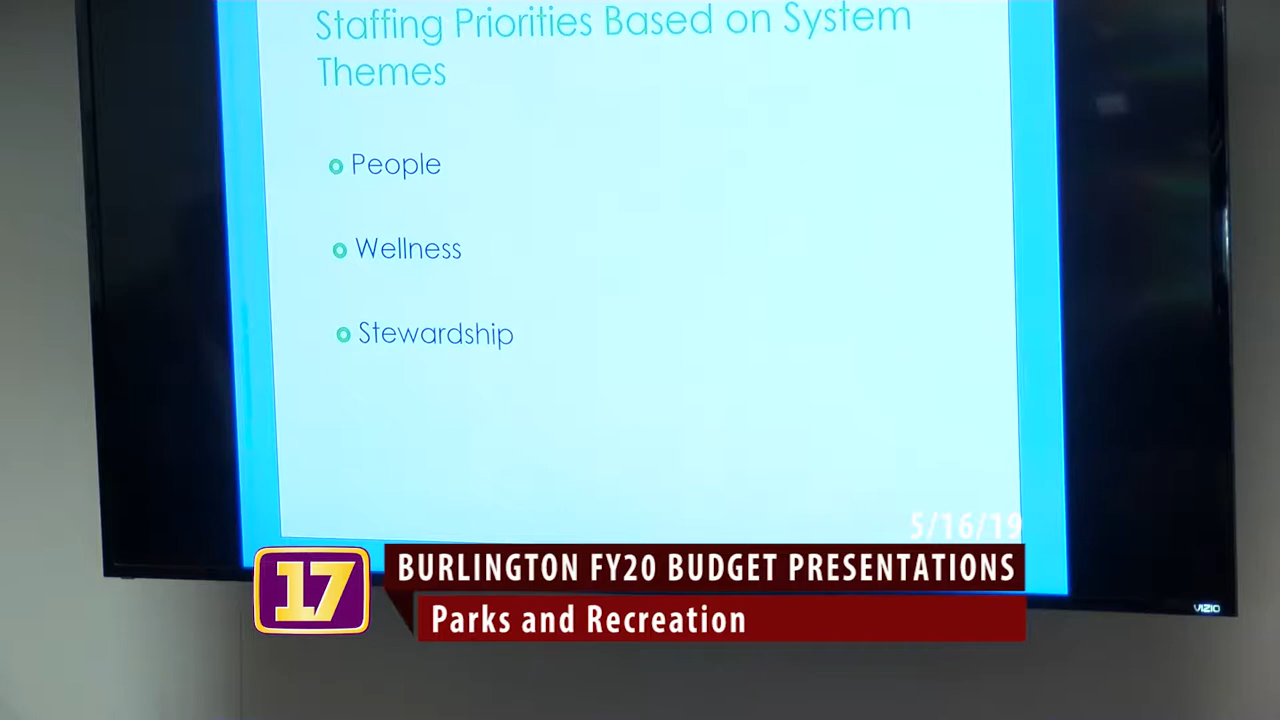 Staffing Priorities Based on System
Themes
People
Wellness
Stewardship
5/16/19
17
BURLINGTON FY20 BUDGET PRESENTATIONS
Parks and Recreation
VIZIO